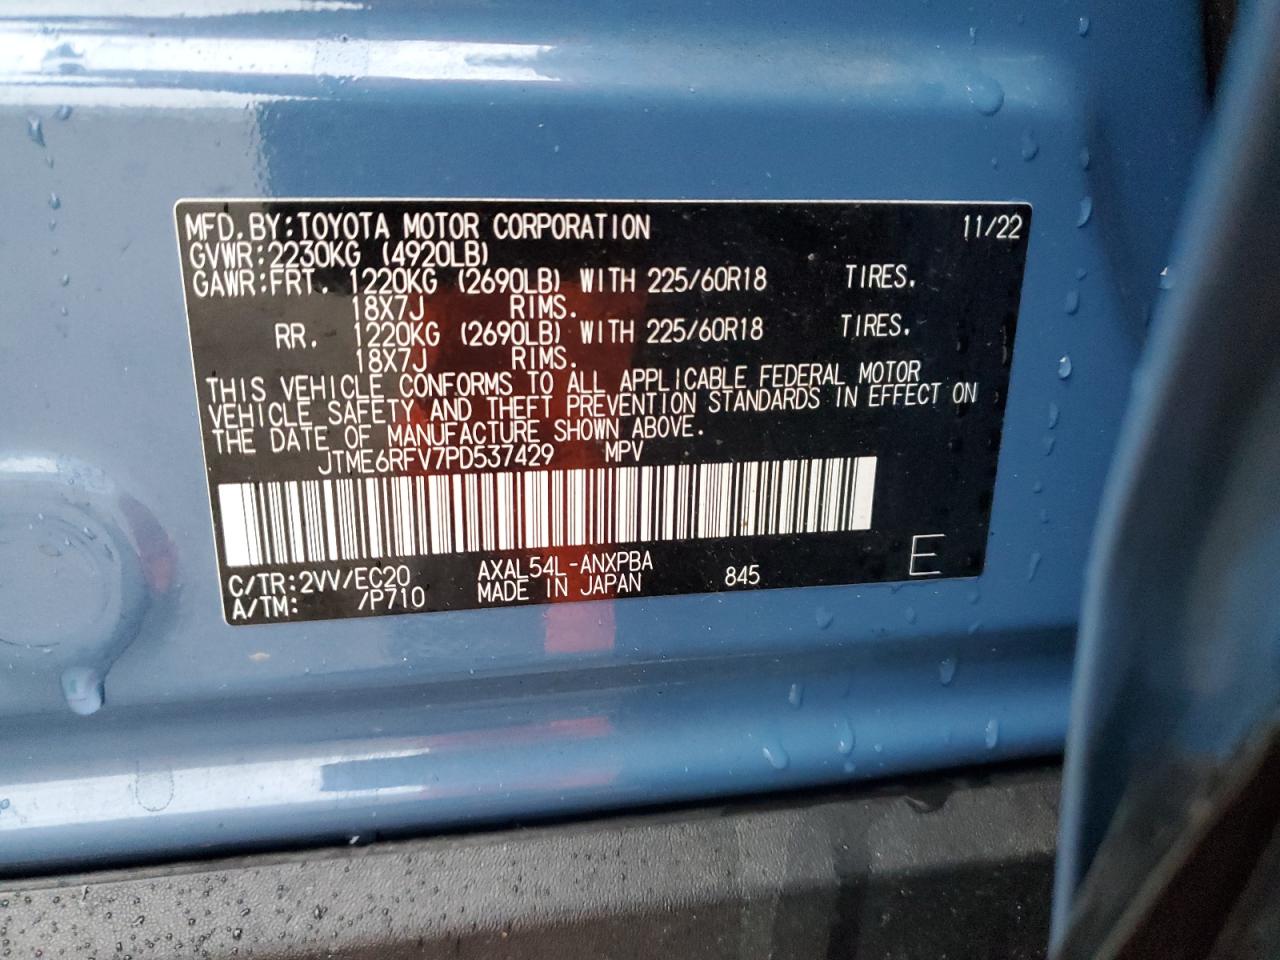 MFD.BY:TOYOTA MOTOR CORPORATION 11/22
GVWR:2230KG (4920LB)
GAWR:FRT. 1220KG (2690LB) WITH 225/60R18 TIRES.
18X7J RIMS.
RR. 1220KG (2690LB) WITH 225/60R18 TIRES.
18X7J RIMS.
THIS VEHICLE CONFORMS TO ALL APPLICABLE FEDERAL MOTOR
VEHICLE SAFETY AND THEFT PREVENTION STANDARDS IN EFFECT ON
THE DATE OF MANUFACTURE SHOWN ABOVE.
JTME6RFV7PD537429 MPV
C/TR:2VV/EC20 AXAL54L-ANXPBA 845 E
A/TM: /P710 MADE IN JAPAN